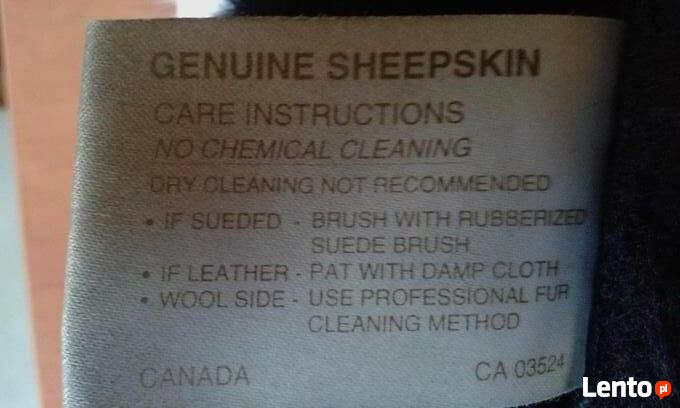 GENUINE SHEEPSKIN
CARE INSTRUCTIONS
NO CHEMICAL CLEANING
DRY CLEANING NOT RECOMMENDED
• IF SUEDED - BRUSH WITH RUBBERIZED
SUEDE BRUSH
• IF LEATHER - PAT WITH DAMP CLOTH
• WOOL SIDE - USE PROFESSIONAL FUR
CLEANING METHOD
CANADA CA 03524
Lento pl